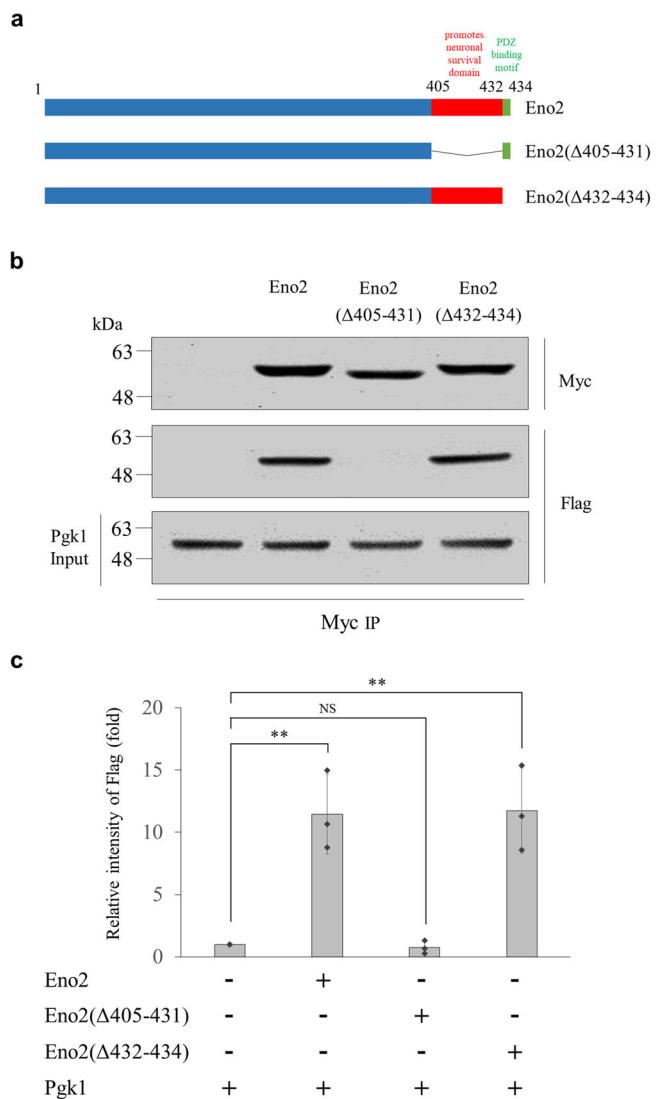 a
promotes
neuronal
survival
domain
PDZ
binding
motif
1 405 432 434
Eno2
Eno2(Δ405-431)
Eno2(Δ432-434)
b
Eno2 Eno2 Eno2
(Δ405-431) (Δ432-434)
kDa
63
48
Myc
63
48
Flag
Pgk1
Input
63
48
Myc IP
c
Relative intensity of Flag (fold)
20
15
10
5
0
**
NS
**
Eno2 - + - -
Eno2(Δ405-431) - - + -
Eno2(Δ432-434) - - - +
Pgk1 + + + +